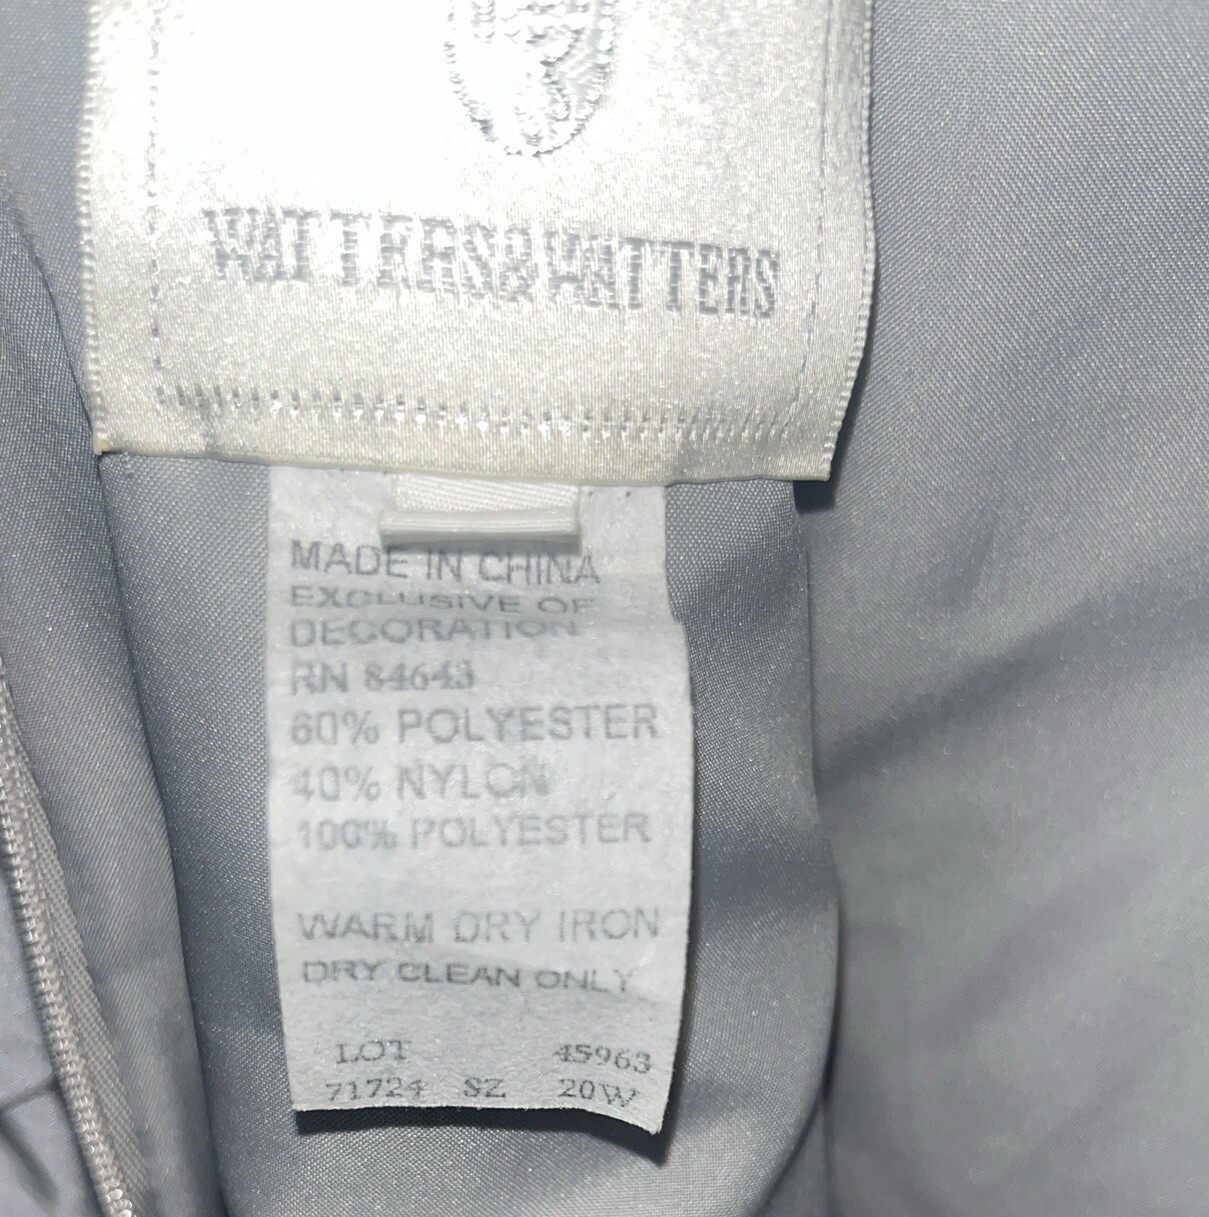 WATTERS&WATTERS
MADE IN CHINA
EXCLUSIVE OF
DECORATION
RN 84643
60% POLYESTER
40% NYLON
100% POLYESTER
WARM DRY IRON
DRY CLEAN ONLY
LOT 45963
71724 SZ 20W